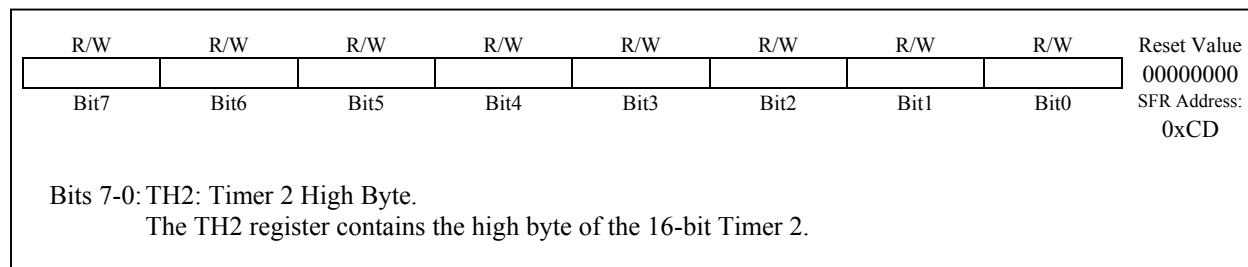 R/W R/W R/W R/W R/W R/W R/W R/W Reset Value
00000000
Bit7 Bit6 Bit5 Bit4 Bit3 Bit2 Bit1 Bit0 SFR Address:
0xCD
Bits 7-0: TH2: Timer 2 High Byte.
The TH2 register contains the high byte of the 16-bit Timer 2.